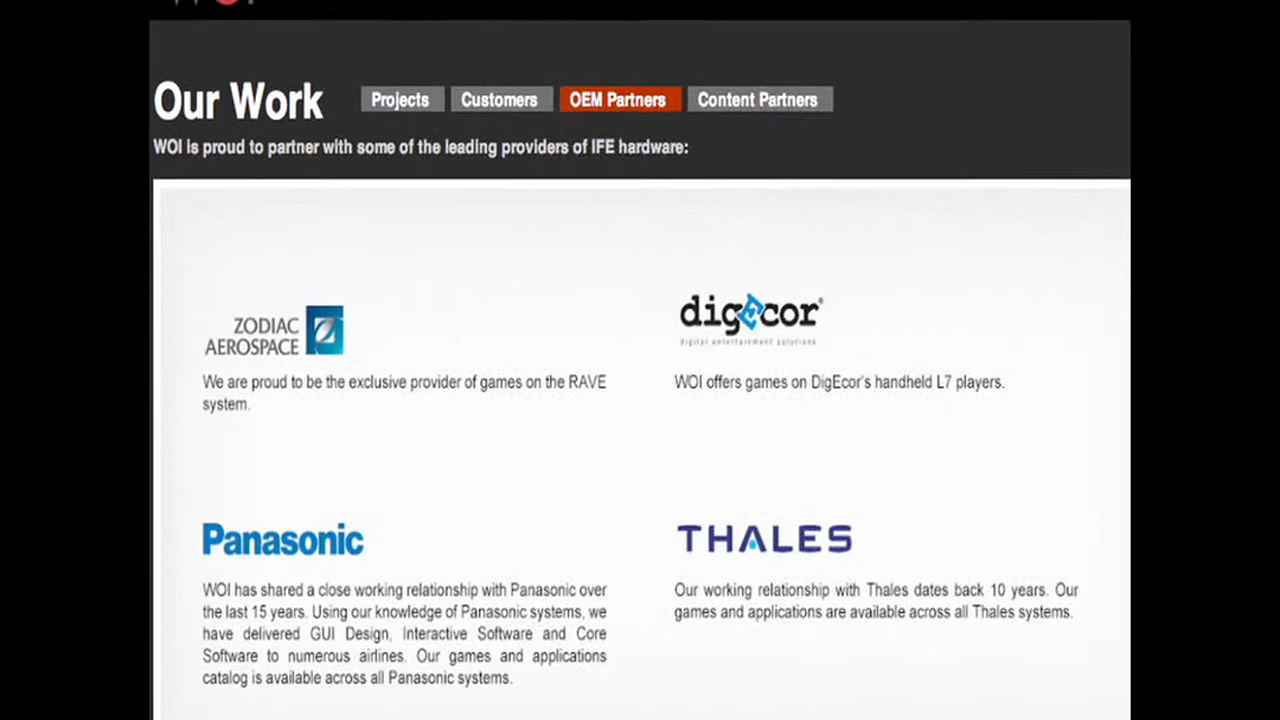 Our Work
Projects
Customers
OEM Partners
Content Partners
WOI is proud to partner with some of the leading providers of IFE hardware:
ZODIAC
AEROSPACE
We are proud to be the exclusive provider of games on the RAVE
system.
digEcor®
digital entertainment solutions
WOI offers games on DigEcor's handheld L7 players.
Panasonic
WOI has shared a close working relationship with Panasonic over
the last 15 years. Using our knowledge of Panasonic systems, we
have delivered GUI Design, Interactive Software and Core
Software to numerous airlines. Our games and applications
catalog is available across all Panasonic systems.
THALES
Our working relationship with Thales dates back 10 years. Our
games and applications are available across all Thales systems.